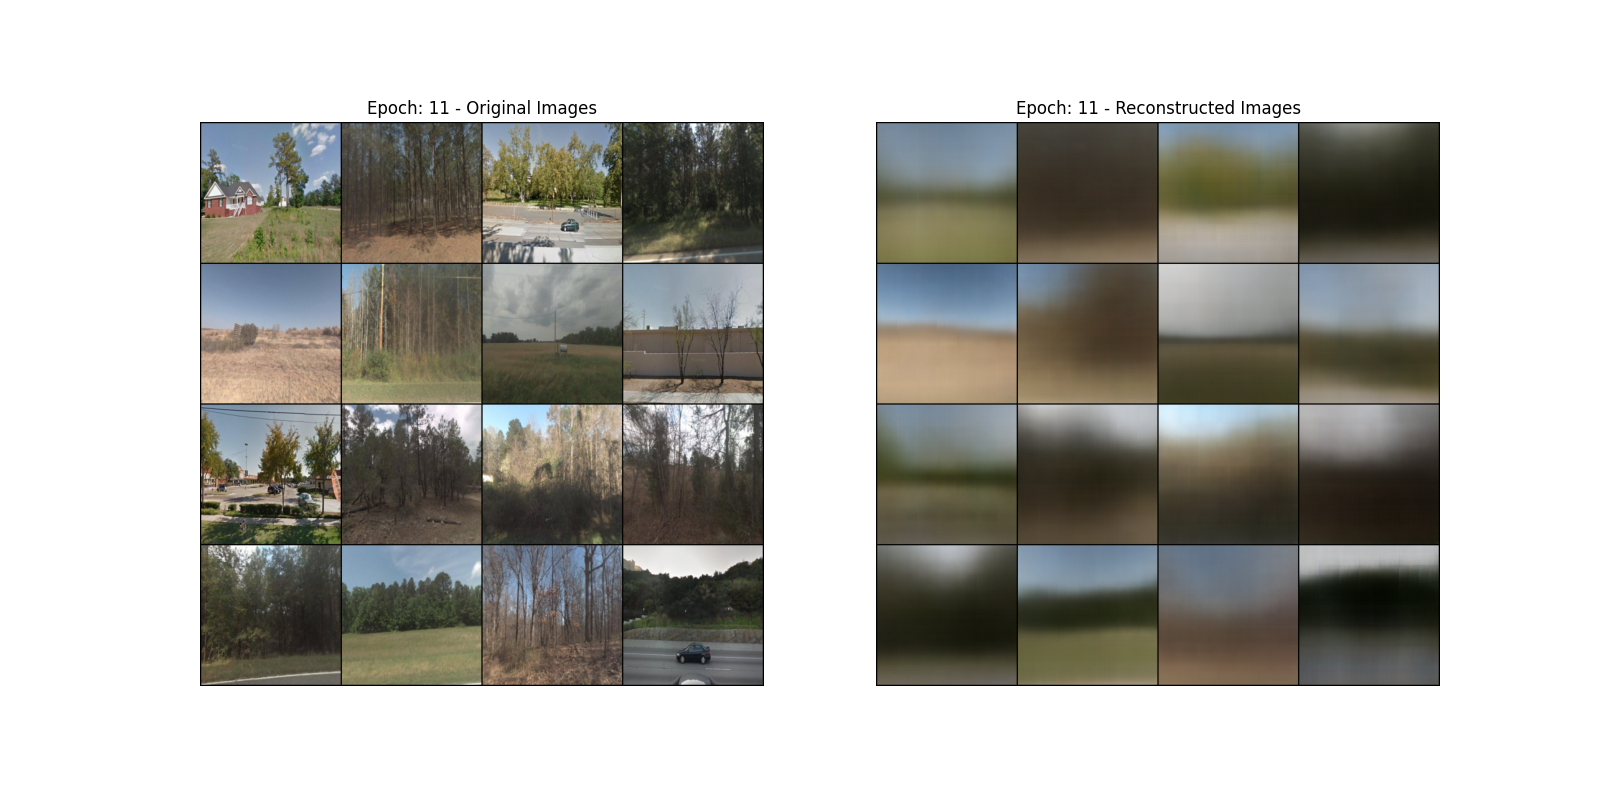 Epoch: 11 - Original Images
Epoch: 11 - Reconstructed Images